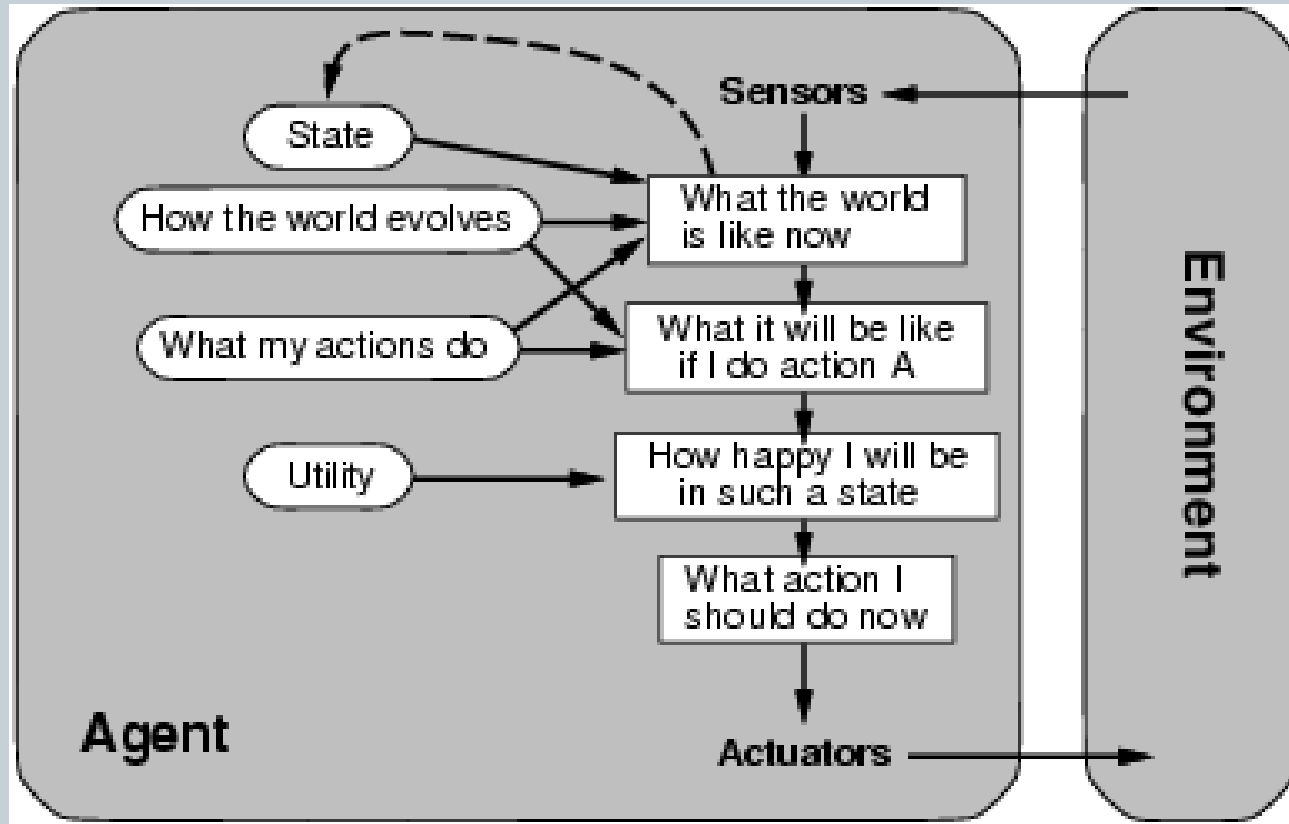 Sensors
State
What the world
is like now
How the world evolves
What it will be like
if I do action A
What my actions do
How happy I will be
in such a state
Utility
What action I
should do now
Agent
Actuators
Environment